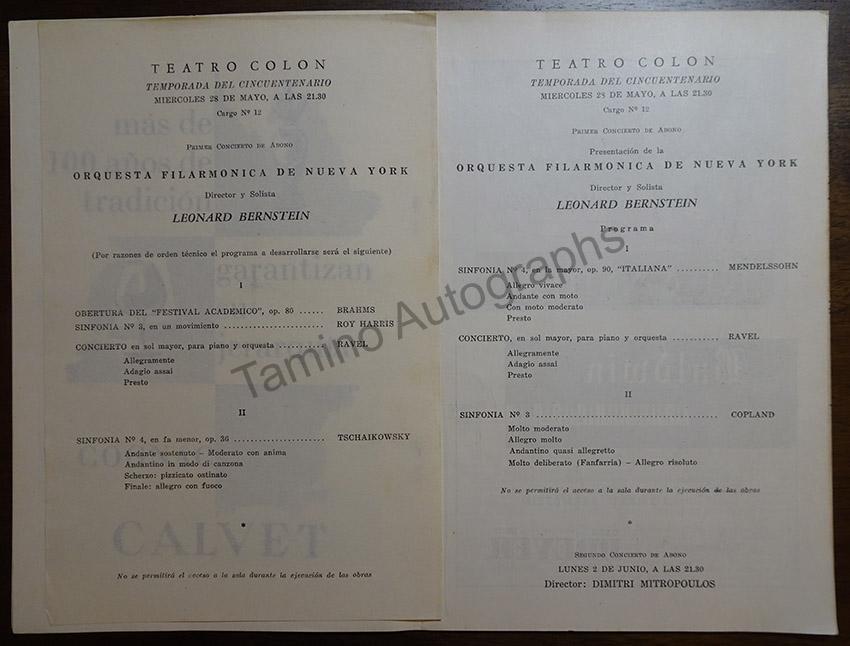 TEATRO COLON
TEMPORADA DEL CINCUENTENARIO
MIERCOLES 28 DE MAYO, A LAS 21.30
Cargo Nº 12
PRIMER CONCIERTO DE ABONO
ORQUESTA FILARMONICA DE NUEVA YORK
Director y Solista
LEONARD BERNSTEIN
(Por razones de orden técnico el programa a desarrollarse será el siguiente)
I
OBERTURA DEL "FESTIVAL ACADEMICO", op. 80 ...... BRAHMS
SINFONIA Nº 3, en un movimiento ........................ ROY HARRIS
CONCIERTO en sol mayor, para piano y orquesta ........... RAVEL
Allegramente
Adagio assai
Presto
II
SINFONIA Nº 4, en fa menor, op. 36 ...................... TSCHAIKOWSKY
Andante sostenuto – Moderato con anima
Andantino in modo di canzona
Scherzo: pizzicato ostinato
Finale: allegro con fuoco
*
No se permitirá el acceso a la sala durante la ejecución de las obras
más de
100 años de
tradición
garantizan
CALVET
TEATRO COLON
TEMPORADA DEL CINCUENTENARIO
MIERCOLES 28 DE MAYO, A LAS 21.30
Cargo Nº 12
PRIMER CONCIERTO DE ABONO
Presentación de la
ORQUESTA FILARMONICA DE NUEVA YORK
Director y Solista
LEONARD BERNSTEIN
Programa
I
SINFONIA Nº 4, en la mayor, op. 90, "ITALIANA" .......... MENDELSSOHN
Allegro vivace
Andante con moto
Con moto moderato
Presto
CONCIERTO, en sol mayor, para piano y orquesta ........... RAVEL
Allegramente
Adagio assai
Presto
II
SINFONIA Nº 3 ............................................ COPLAND
Molto moderato
Allegro molto
Andantino quasi allegretto
Molto deliberato (Fanfarria) – Allegro risoluto
No se permitirá el acceso a la sala durante la ejecución de las obras
*
SEGUNDO CONCIERTO DE ABONO
LUNES 2 DE JUNIO, A LAS 21.30
Director: DIMITRI MITROPOULOS
Tamino Autographs